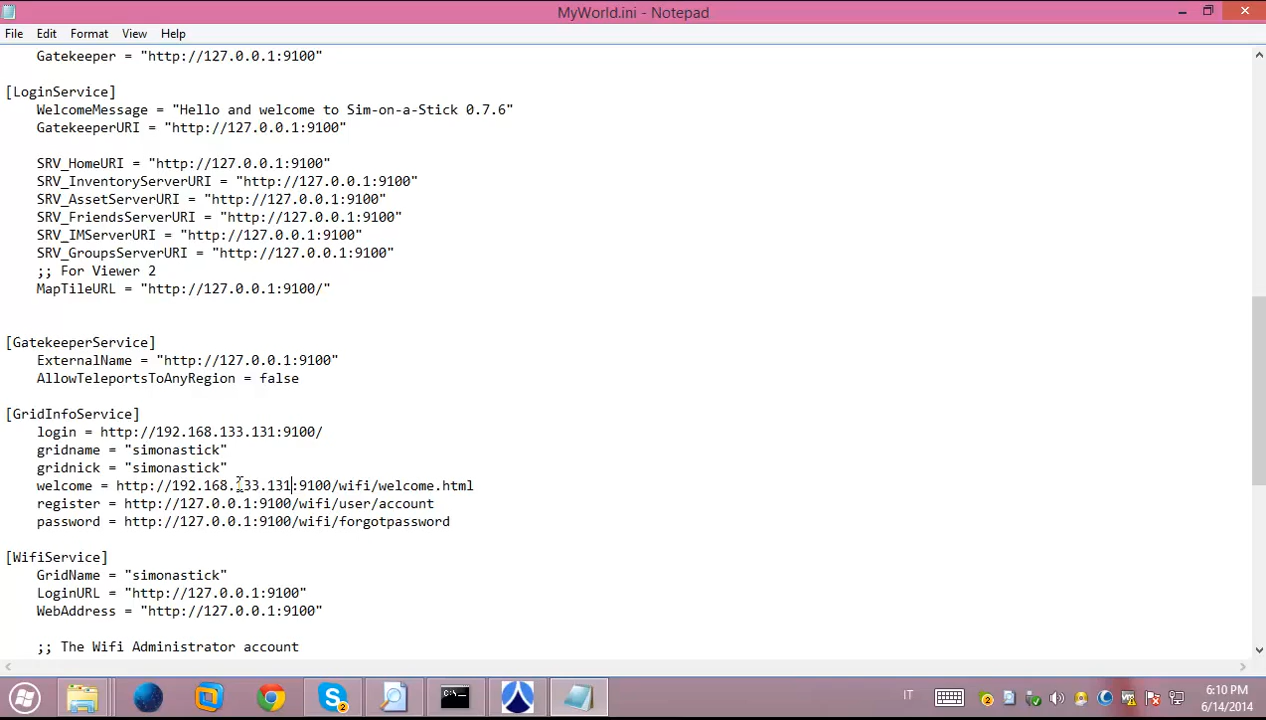 MyWorld.ini - Notepad
File Edit Format View Help
Gatekeeper = "http://127.0.0.1:9100"
[LoginService]
WelcomeMessage = "Hello and welcome to Sim-on-a-Stick 0.7.6"
GatekeeperURI = "http://127.0.0.1:9100"
SRV_HomeURI = "http://127.0.0.1:9100"
SRV_InventoryServerURI = "http://127.0.0.1:9100"
SRV_AssetServerURI = "http://127.0.0.1:9100"
SRV_FriendsServerURI = "http://127.0.0.1:9100"
SRV_IMServerURI = "http://127.0.0.1:9100"
SRV_GroupsServerURI = "http://127.0.0.1:9100"
;; For Viewer 2
MapTileURL = "http://127.0.0.1:9100/"
[GatekeeperService]
ExternalName = "http://127.0.0.1:9100"
AllowTeleportsToAnyRegion = false
[GridInfoService]
login = http://192.168.133.131:9100/
gridname = "simonastick"
gridnick = "simonastick"
welcome = http://192.168.133.131:9100/wifi/welcome.html
register = http://127.0.0.1:9100/wifi/user/account
password = http://127.0.0.1:9100/wifi/forgotpassword
[WifiService]
GridName = "simonastick"
LoginURL = "http://127.0.0.1:9100"
WebAddress = "http://127.0.0.1:9100"
;; The Wifi Administrator account
IT
6:10 PM
6/14/2014